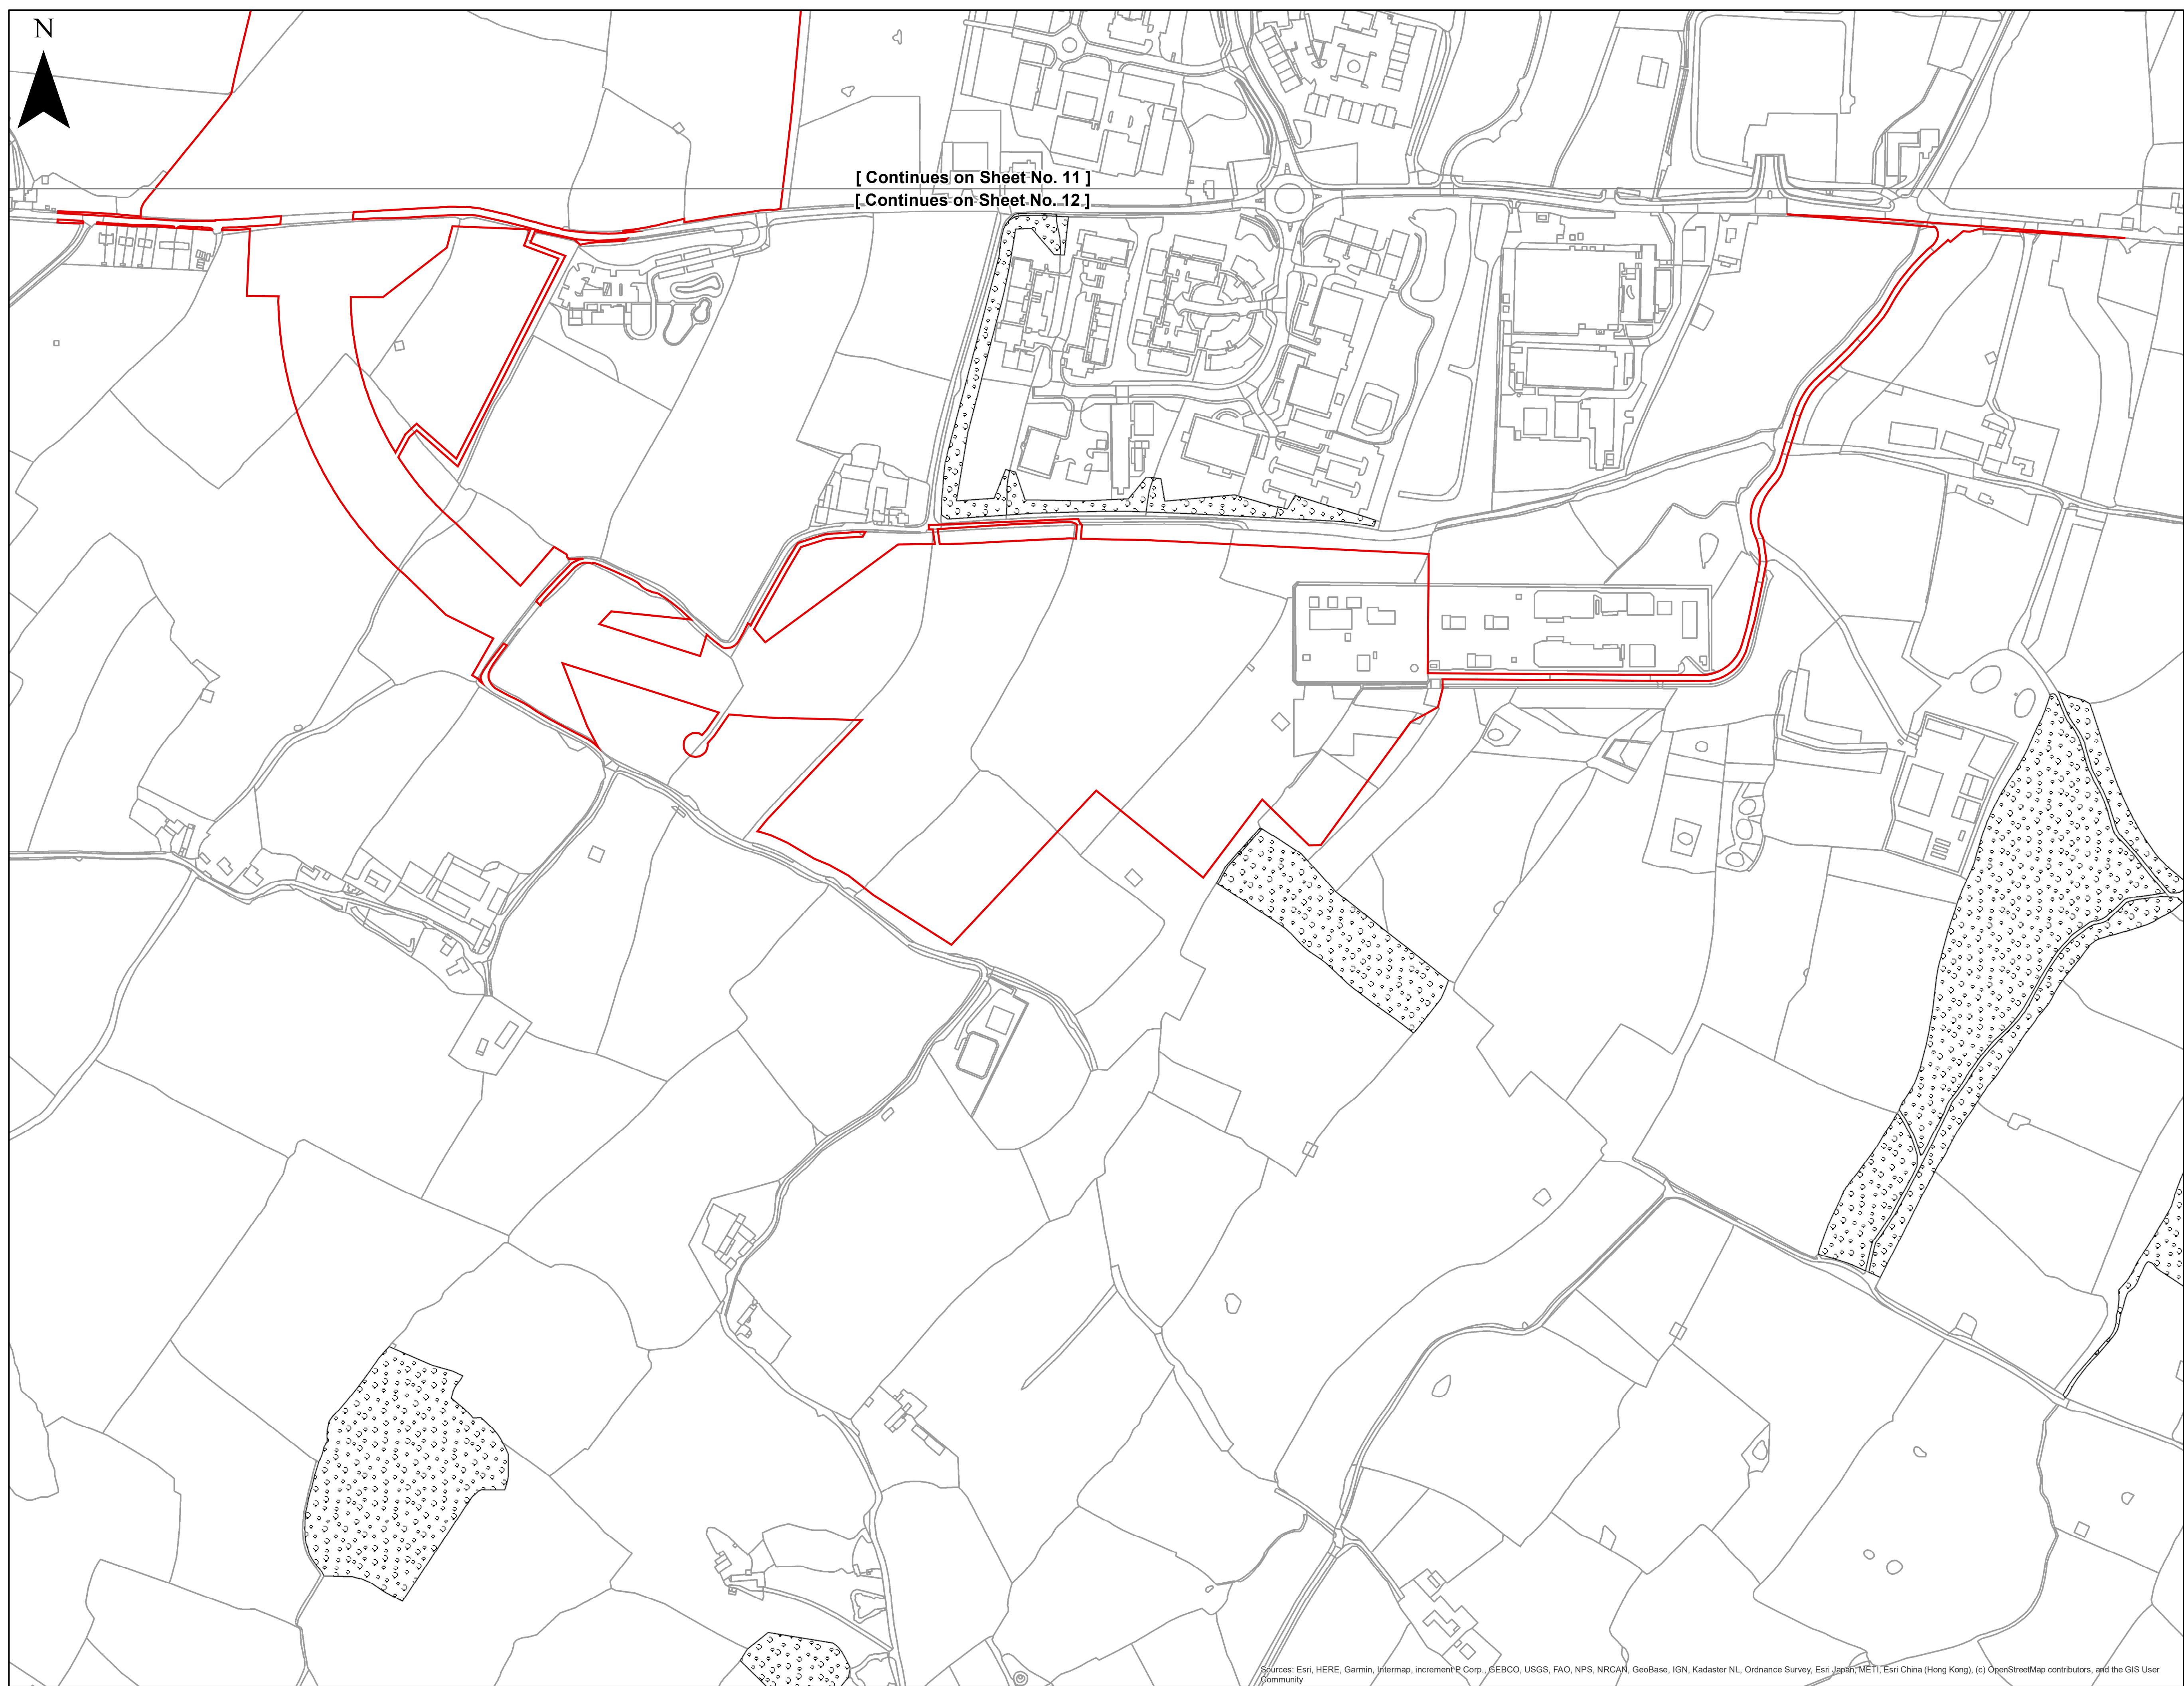 N
[ Continues on Sheet No. 11 ]
[ Continues on Sheet No. 12 ]
Sources: Esri, HERE, Garmin, Intermap, increment P Corp., GEBCO, USGS, FAO, NPS, NRCAN, GeoBase, IGN, Kadaster NL, Ordnance Survey, Esri Japan, METI, Esri China (Hong Kong), (c) OpenStreetMap contributors, and the GIS User
Community